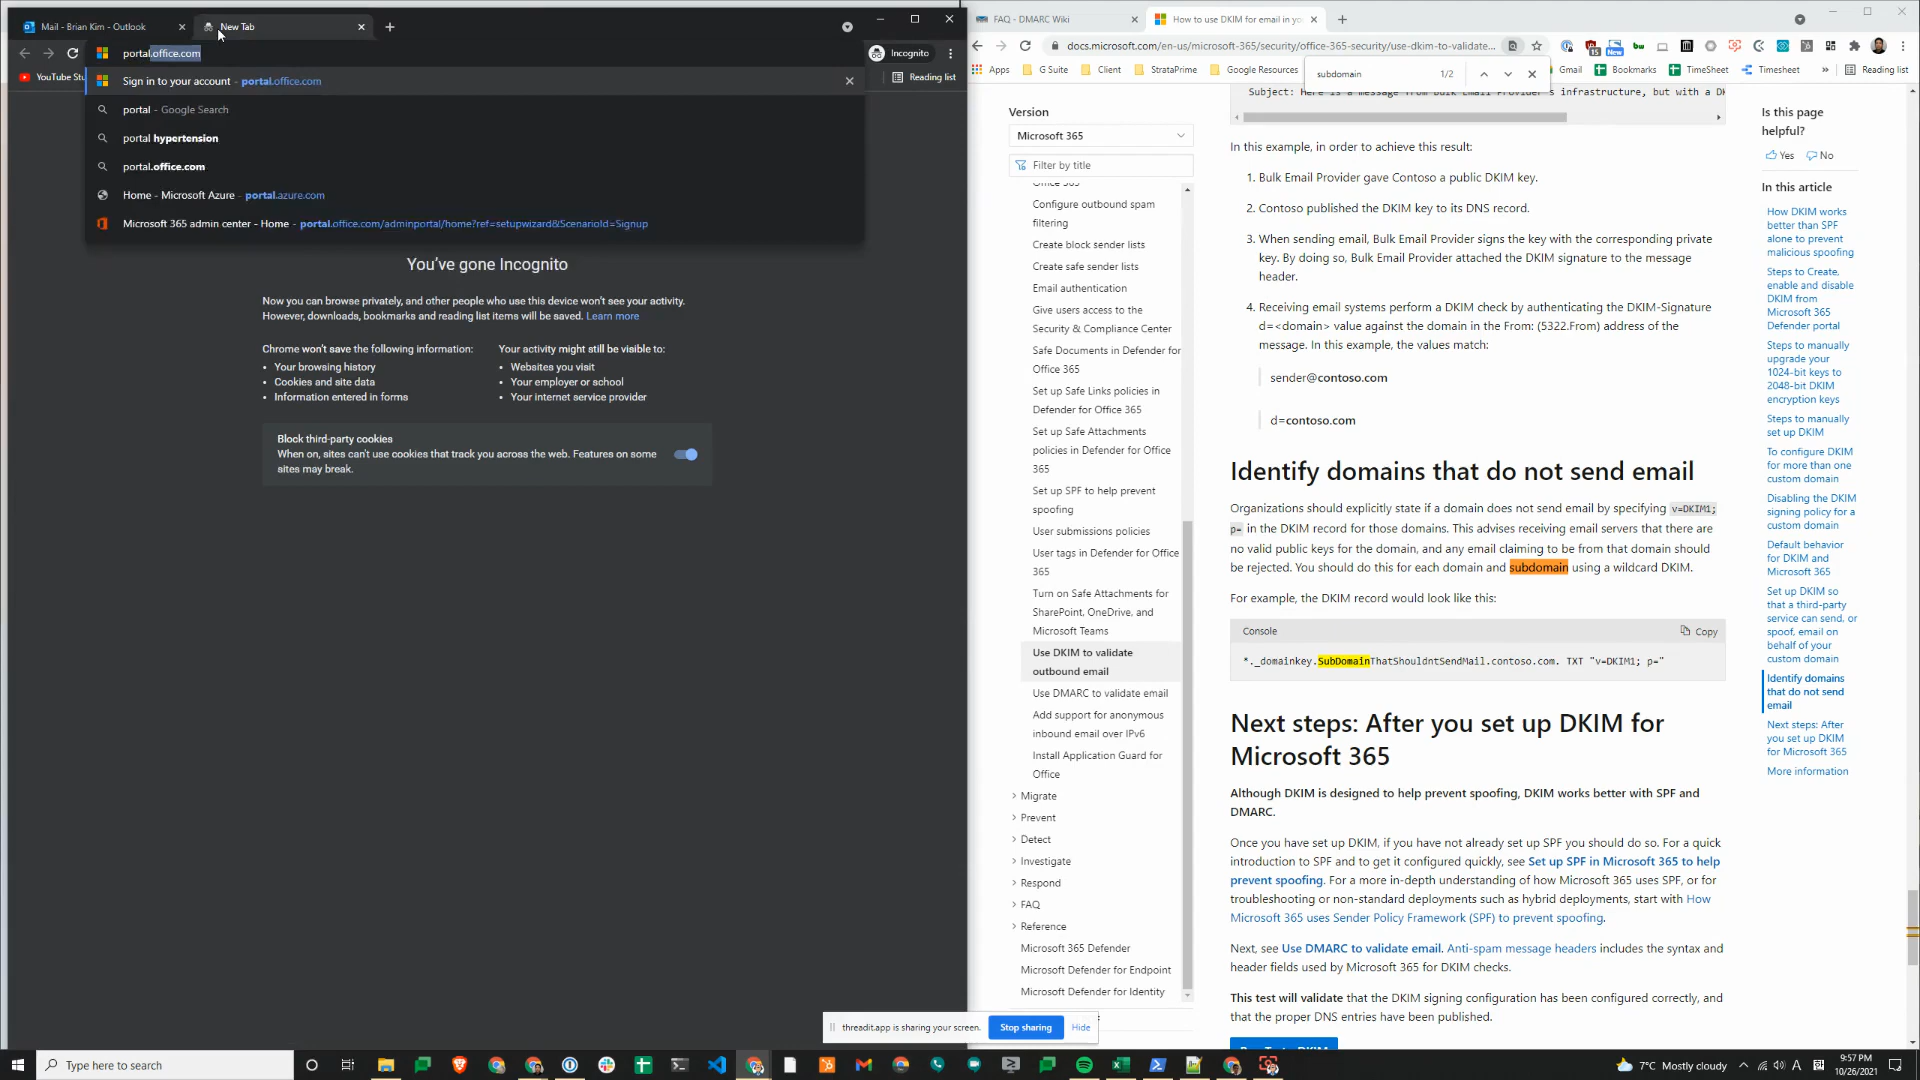 Mail - Brian Kim - Outlook
New Tab
portal.office.com
Incognito
YouTube Stu
Reading list
Sign in to your account - portal.office.com
portal - Google Search
portal hypertension
portal.office.com
Home - Microsoft Azure - portal.azure.com
Microsoft 365 admin center - Home - portal.office.com/adminportal/home?ref=setupwizard&ScenarioId=Signup
You've gone Incognito
Now you can browse privately, and other people who use this device won't see your activity.
However, downloads, bookmarks and reading list items will be saved. Learn more
Chrome won't save the following information:
• Your browsing history
• Cookies and site data
• Information entered in forms
Your activity might still be visible to:
• Websites you visit
• Your employer or school
• Your internet service provider
Block third-party cookies
When on, sites can't use cookies that track you across the web. Features on some
sites may break.
FAQ - DMARC Wiki
How to use DKIM for email in yo
docs.microsoft.com/en-us/microsoft-365/security/office-365-security/use-dkim-to-validate...
Apps
G Suite
Client
StrataPrime
Google Resources
subdomain
1/2
Gmail
Bookmarks
TimeSheet
Timesheet
Reading list
Version
Microsoft 365
Filter by title
Office 365
Configure outbound spam
filtering
Create block sender lists
Create safe sender lists
Email authentication
Give users access to the
Security & Compliance Center
Safe Documents in Defender for
Office 365
Set up Safe Links policies in
Defender for Office 365
Set up Safe Attachments
policies in Defender for Office
365
Set up SPF to help prevent
spoofing
User submissions policies
User tags in Defender for Office
365
Turn on Safe Attachments for
SharePoint, OneDrive, and
Microsoft Teams
Use DKIM to validate
outbound email
Use DMARC to validate email
Add support for anonymous
inbound email over IPv6
Install Application Guard for
Office
Migrate
Prevent
Detect
Investigate
Respond
FAQ
Reference
Microsoft 365 Defender
Microsoft Defender for Endpoint
Microsoft Defender for Identity
Subject: Here is a message from Bulk Email Provider's infrastructure, but with a DK
In this example, in order to achieve this result:
1. Bulk Email Provider gave Contoso a public DKIM key.
2. Contoso published the DKIM key to its DNS record.
3. When sending email, Bulk Email Provider signs the key with the corresponding private
key. By doing so, Bulk Email Provider attached the DKIM signature to the message
header.
4. Receiving email systems perform a DKIM check by authenticating the DKIM-Signature
d=<domain> value against the domain in the From: (5322.From) address of the
message. In this example, the values match:
sender@contoso.com
d=contoso.com
Identify domains that do not send email
Organizations should explicitly state if a domain does not send email by specifying v=DKIM1;
p= in the DKIM record for those domains. This advises receiving email servers that there are
no valid public keys for the domain, and any email claiming to be from that domain should
be rejected. You should do this for each domain and subdomain using a wildcard DKIM.
For example, the DKIM record would look like this:
Console
Copy
*._domainkey.SubDomainThatShouldntSendMail.contoso.com. TXT "v=DKIM1; p="
Next steps: After you set up DKIM for
Microsoft 365
Although DKIM is designed to help prevent spoofing, DKIM works better with SPF and
DMARC.
Once you have set up DKIM, if you have not already set up SPF you should do so. For a quick
introduction to SPF and to get it configured quickly, see Set up SPF in Microsoft 365 to help
prevent spoofing. For a more in-depth understanding of how Microsoft 365 uses SPF, or for
troubleshooting or non-standard deployments such as hybrid deployments, start with How
Microsoft 365 uses Sender Policy Framework (SPF) to prevent spoofing.
Next, see Use DMARC to validate email. Anti-spam message headers includes the syntax and
header fields used by Microsoft 365 for DKIM checks.
This test will validate that the DKIM signing configuration has been configured correctly, and
that the proper DNS entries have been published.
Is this page
helpful?
Yes
No
In this article
How DKIM works
better than SPF
alone to prevent
malicious spoofing
Steps to Create,
enable and disable
DKIM from
Microsoft 365
Defender portal
Steps to manually
upgrade your
1024-bit keys to
2048-bit DKIM
encryption keys
Steps to manually
set up DKIM
To configure DKIM
for more than one
custom domain
Disabling the DKIM
signing policy for a
custom domain
Default behavior
for DKIM and
Microsoft 365
Set up DKIM so
that a third-party
service can send, or
spoof, email on
behalf of your
custom domain
Identify domains
that do not send
email
Next steps: After
you set up DKIM
for Microsoft 365
More information
threadit.app is sharing your screen.
Stop sharing
Hide
Type here to search
7°C Mostly cloudy
A
9:57 PM
10/26/2021